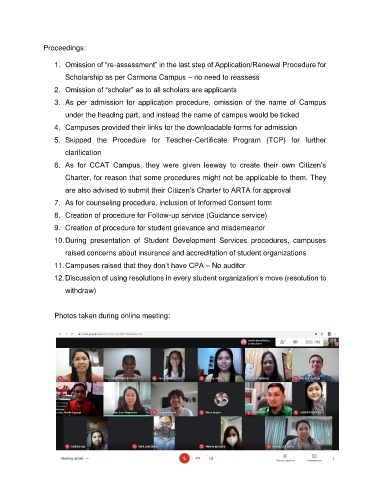 Proceedings:
1. Omission of "re-assessment" in the last step of Application/Renewal Procedure for
Scholarship as per Carmona Campus – no need to reassess
2. Omission of "scholar" as to all scholars are applicants
3. As per admission for application procedure, omission of the name of Campus
under the heading part, and instead the name of campus would be ticked
4. Campuses provided their links for the downloadable forms for admission
5. Skipped the Procedure for Teacher-Certificate Program (TCP) for further
clarification
6. As for CCAT Campus, they were given leeway to create their own Citizen's
Charter, for reason that some procedures might not be applicable to them. They
are also advised to submit their Citizen's Charter to ARTA for approval
7. As for counseling procedure, inclusion of Informed Consent form
8. Creation of procedure for Follow-up service (Guidance service)
9. Creation of procedure for student grievance and misdemeanor
10. During presentation of Student Development Services procedures, campuses
raised concerns about insurance and accreditation of student organizations
11. Campuses raised that they don't have CPA – No auditor
12. Discussion of using resolutions in every student organization's move (resolution to
withdraw)
Photos taken during online meeting:
Meeting details